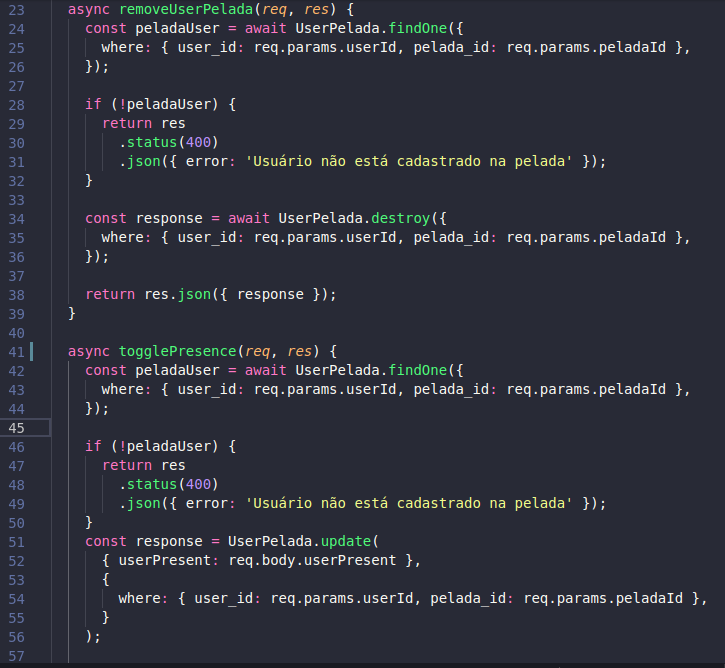 23 async removeUserPelada(req, res) {
24 const peladaUser = await UserPelada.findOne({
25 where: { user_id: req.params.userId, pelada_id: req.params.peladaId },
26 });
27
28 if (!peladaUser) {
29 return res
30 .status(400)
31 .json({ error: 'Usuário não está cadastrado na pelada' });
32 }
33
34 const response = await UserPelada.destroy({
35 where: { user_id: req.params.userId, pelada_id: req.params.peladaId },
36 });
37
38 return res.json({ response });
39 }
40
41 async togglePresence(req, res) {
42 const peladaUser = await UserPelada.findOne({
43 where: { user_id: req.params.userId, pelada_id: req.params.peladaId },
44 });
45
46 if (!peladaUser) {
47 return res
48 .status(400)
49 .json({ error: 'Usuário não está cadastrado na pelada' });
50 }
51 const response = UserPelada.update(
52 { userPresent: req.body.userPresent },
53 {
54 where: { user_id: req.params.userId, pelada_id: req.params.peladaId },
55 }
56 );
57